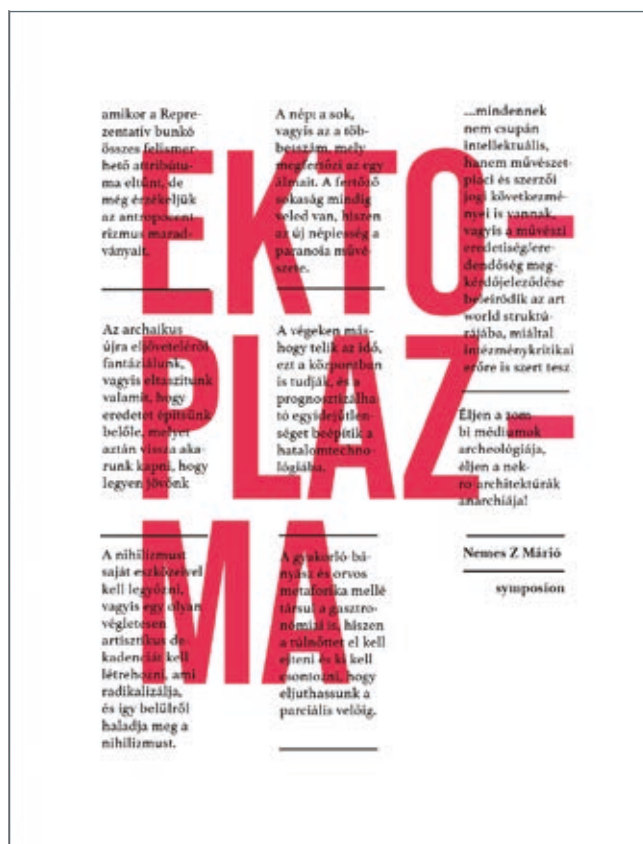 amikor a Repre-
zentatív bunkó
összes felismer-
hető attribútu-
ma eltűnt, de
még érzékeljük
az antropocent-
rizmus marad-
ványait.
Az archaikus
újra eljöveteléről
fantáziálunk,
vagyis eltaszítunk
valamit, hogy
eredetet építsünk
belőle, melyet
aztán vissza aka-
runk kapni, hogy
legyen jövőnk
A nihilizmust
saját eszközeivel
kell legyőzni,
vagyis egy olyan
végletesen
artisztikus de-
kadenciát kell
létrehozni, ami
radikalizálja,
és így belülről
haladja meg a
nihilizmust.
A nép: a sok,
vagyis az a töb-
besszám, mely
megfertőzi az egy
álmait. A fertőző
sokaság mindig
veled van, hiszen
az új népiesség a
paranoia művé-
szete.
A végeken más-
hogy telik az idő,
ezt a központban
is tudják, és a
prognosztizálha
tó egyidejűtlen-
séget beépítik a
hatalomtechno-
lógiába.
A gyakorló bá-
nyász és orvos
metaforika mellé
társul a gasztro-
nómiai is, hiszen
a túlnőttet el kell
ejteni és ki kell
csontozni, hogy
eljuthassunk a
parciális velőig.
...mindennek
nem csupán
intellektuális,
hanem művészet-
piaci és szerzői
jogi következmé-
nyei is vannak,
vagyis a művészi
eredetiség/ere-
dendőség meg-
kérdőjeleződése
beleíródik az art
world struktú-
rájába, miáltal
intézménykritikai
erőre is szert tesz
Éljen a zom
bi médiumok
archeológiája,
éljen a nek-
ro-architektúrák
anarchiája!
Nemes Z Márió
symposion
EKTO-
PLAZ-
MA